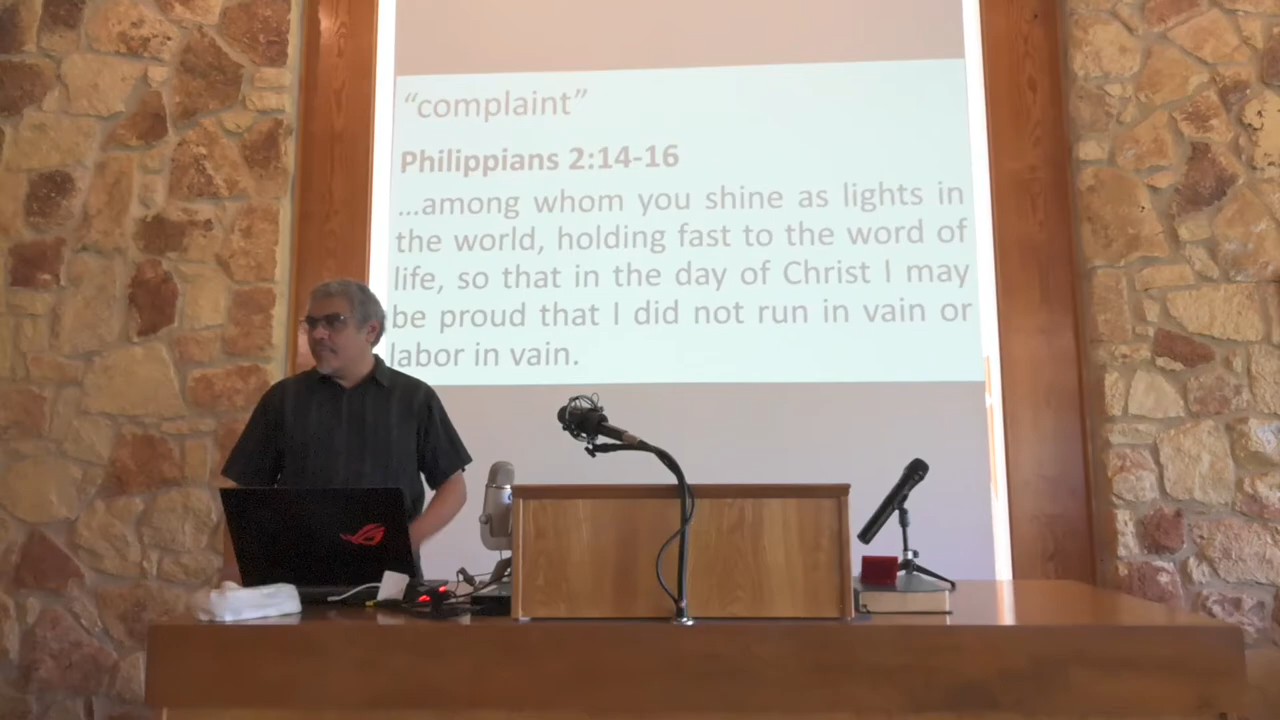 “complaint”
Philippians 2:14-16
...among whom you shine as lights in
the world, holding fast to the word of
life, so that in the day of Christ I may
be proud that I did not run in vain or
labor in vain.